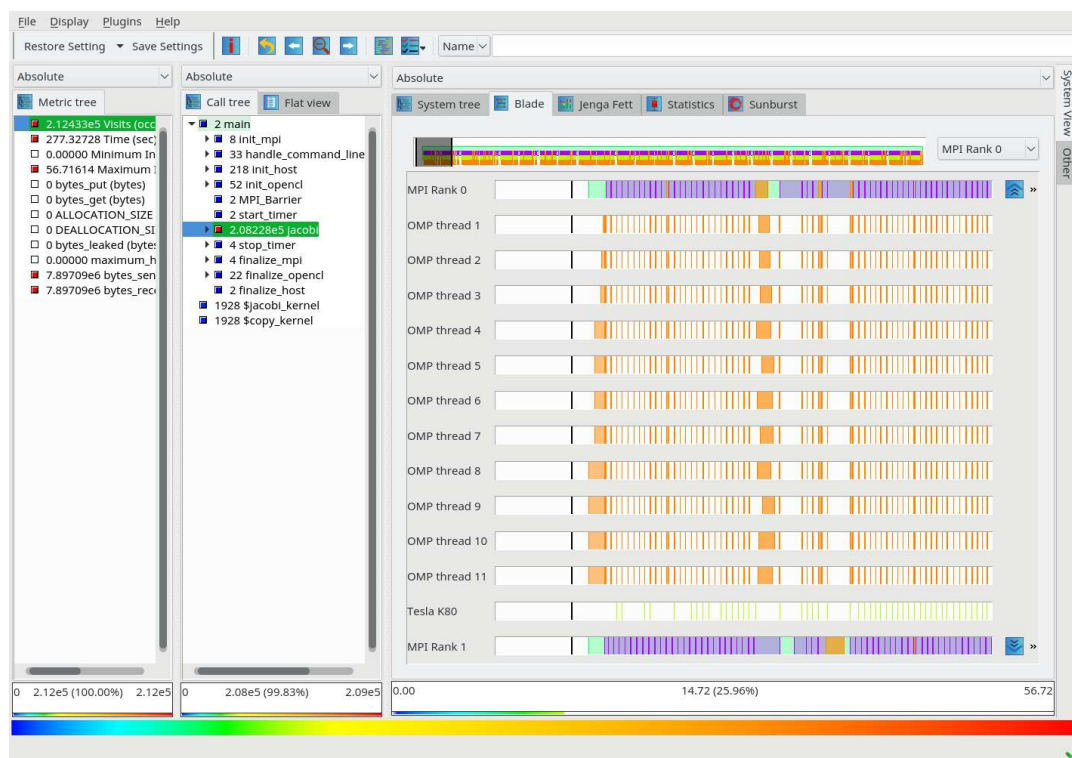 File Display Plugins Help
Restore Setting Save Settings Name
Absolute Absolute Absolute
Metric tree Call tree Flat view System tree Blade Jenga Fett Statistics Sunburst
2.12433e5 Visits (occ
277.32728 Time (sec)
0.00000 Minimum In
56.71614 Maximum
0 bytes_put (bytes)
0 bytes_get (bytes)
0 ALLOCATION_SIZE
0 DEALLOCATION_SI
0 bytes_leaked (byte
0.00000 maximum_h
7.89709e6 bytes_sen
7.89709e6 bytes_rec
2 main
8 init_mpi
33 handle_command_line
218 init_host
52 init_opencl
2 MPI_Barrier
2 start_timer
2.08228e5 jacobi
4 stop_timer
4 finalize_mpi
22 finalize_opencl
2 finalize_host
1928 $jacobi_kernel
1928 $copy_kernel
MPI Rank 0
MPI Rank 0 »
OMP thread 1
OMP thread 2
OMP thread 3
OMP thread 4
OMP thread 5
OMP thread 6
OMP thread 7
OMP thread 8
OMP thread 9
OMP thread 10
OMP thread 11
Tesla K80
MPI Rank 1 »
System View
Other
0 2.12e5 (100.00%) 2.12e5
0 2.08e5 (99.83%) 2.09e5
0.00 14.72 (25.96%) 56.72